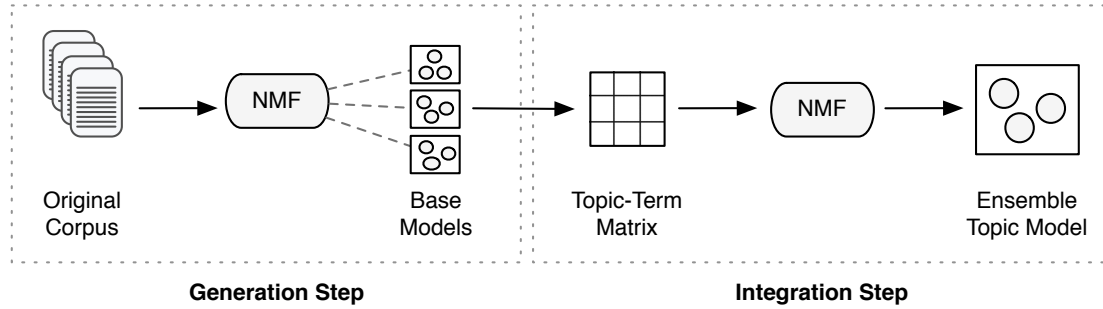 NMF
Original
Corpus
Base
Models
Generation Step
Topic-Term
Matrix
NMF
Ensemble
Topic Model
Integration Step